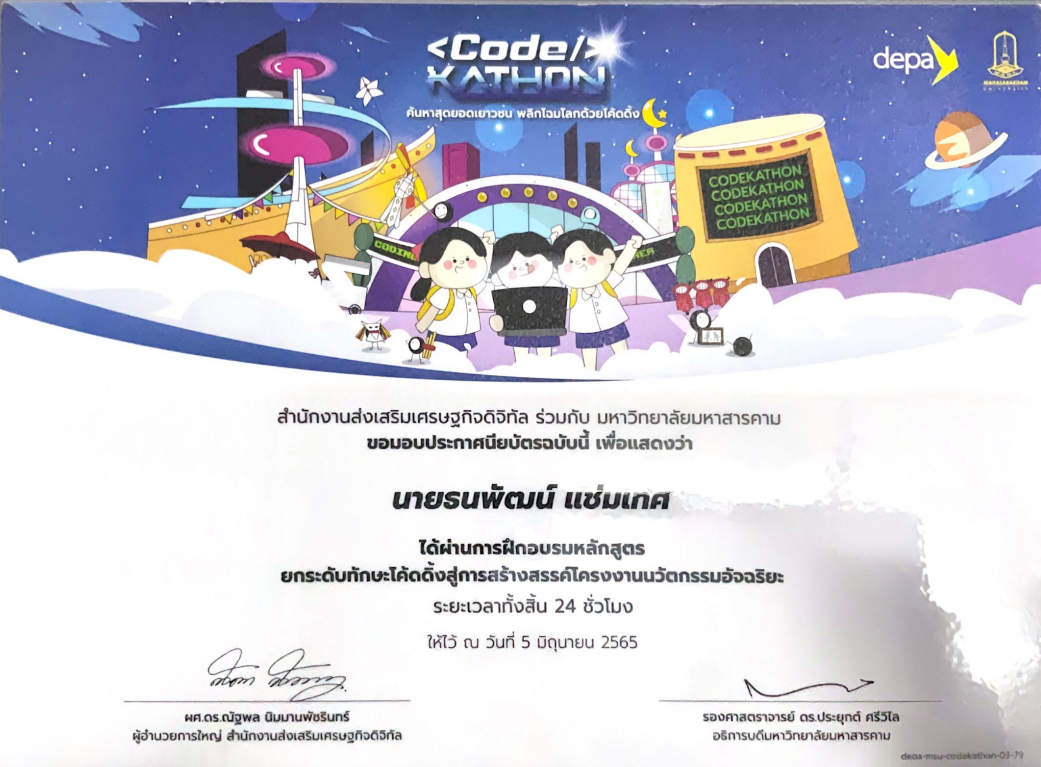 <Code/>
KATHON
ค้นหาสุดยอดเยาวชน พลิกโฉมโลกด้วยโค้ดดิ้ง
depa
MAHASARAKHAM
UNIVERSITY
CODEKATHON
CODEKATHON
CODEKATHON
CODEKATHON
สำนักงานส่งเสริมเศรษฐกิจดิจิทัล ร่วมกับ มหาวิทยาลัยมหาสารคาม
ขอมอบประกาศนียบัตรฉบับนี้ เพื่อแสดงว่า
นายธนพัฒน์ แช่มเทศ
ได้ผ่านการฝึกอบรมหลักสูตร
ยกระดับทักษะโค้ดดิ้งสู่การสร้างสรรค์โครงงานนวัตกรรมอัจฉริยะ
ระยะเวลาทั้งสิ้น 24 ชั่วโมง
ให้ไว้ ณ วันที่ 5 มิถุนายน 2565
ผศ.ดร.ณัฐพล นิมมานพัชรินทร์
ผู้อำนวยการใหญ่ สำนักงานส่งเสริมเศรษฐกิจดิจิทัล
รองศาสตราจารย์ ดร.ประยุกต์ ศรีวิไล
อธิการบดีมหาวิทยาลัยมหาสารคาม
depa-msu-codekathon-03-79